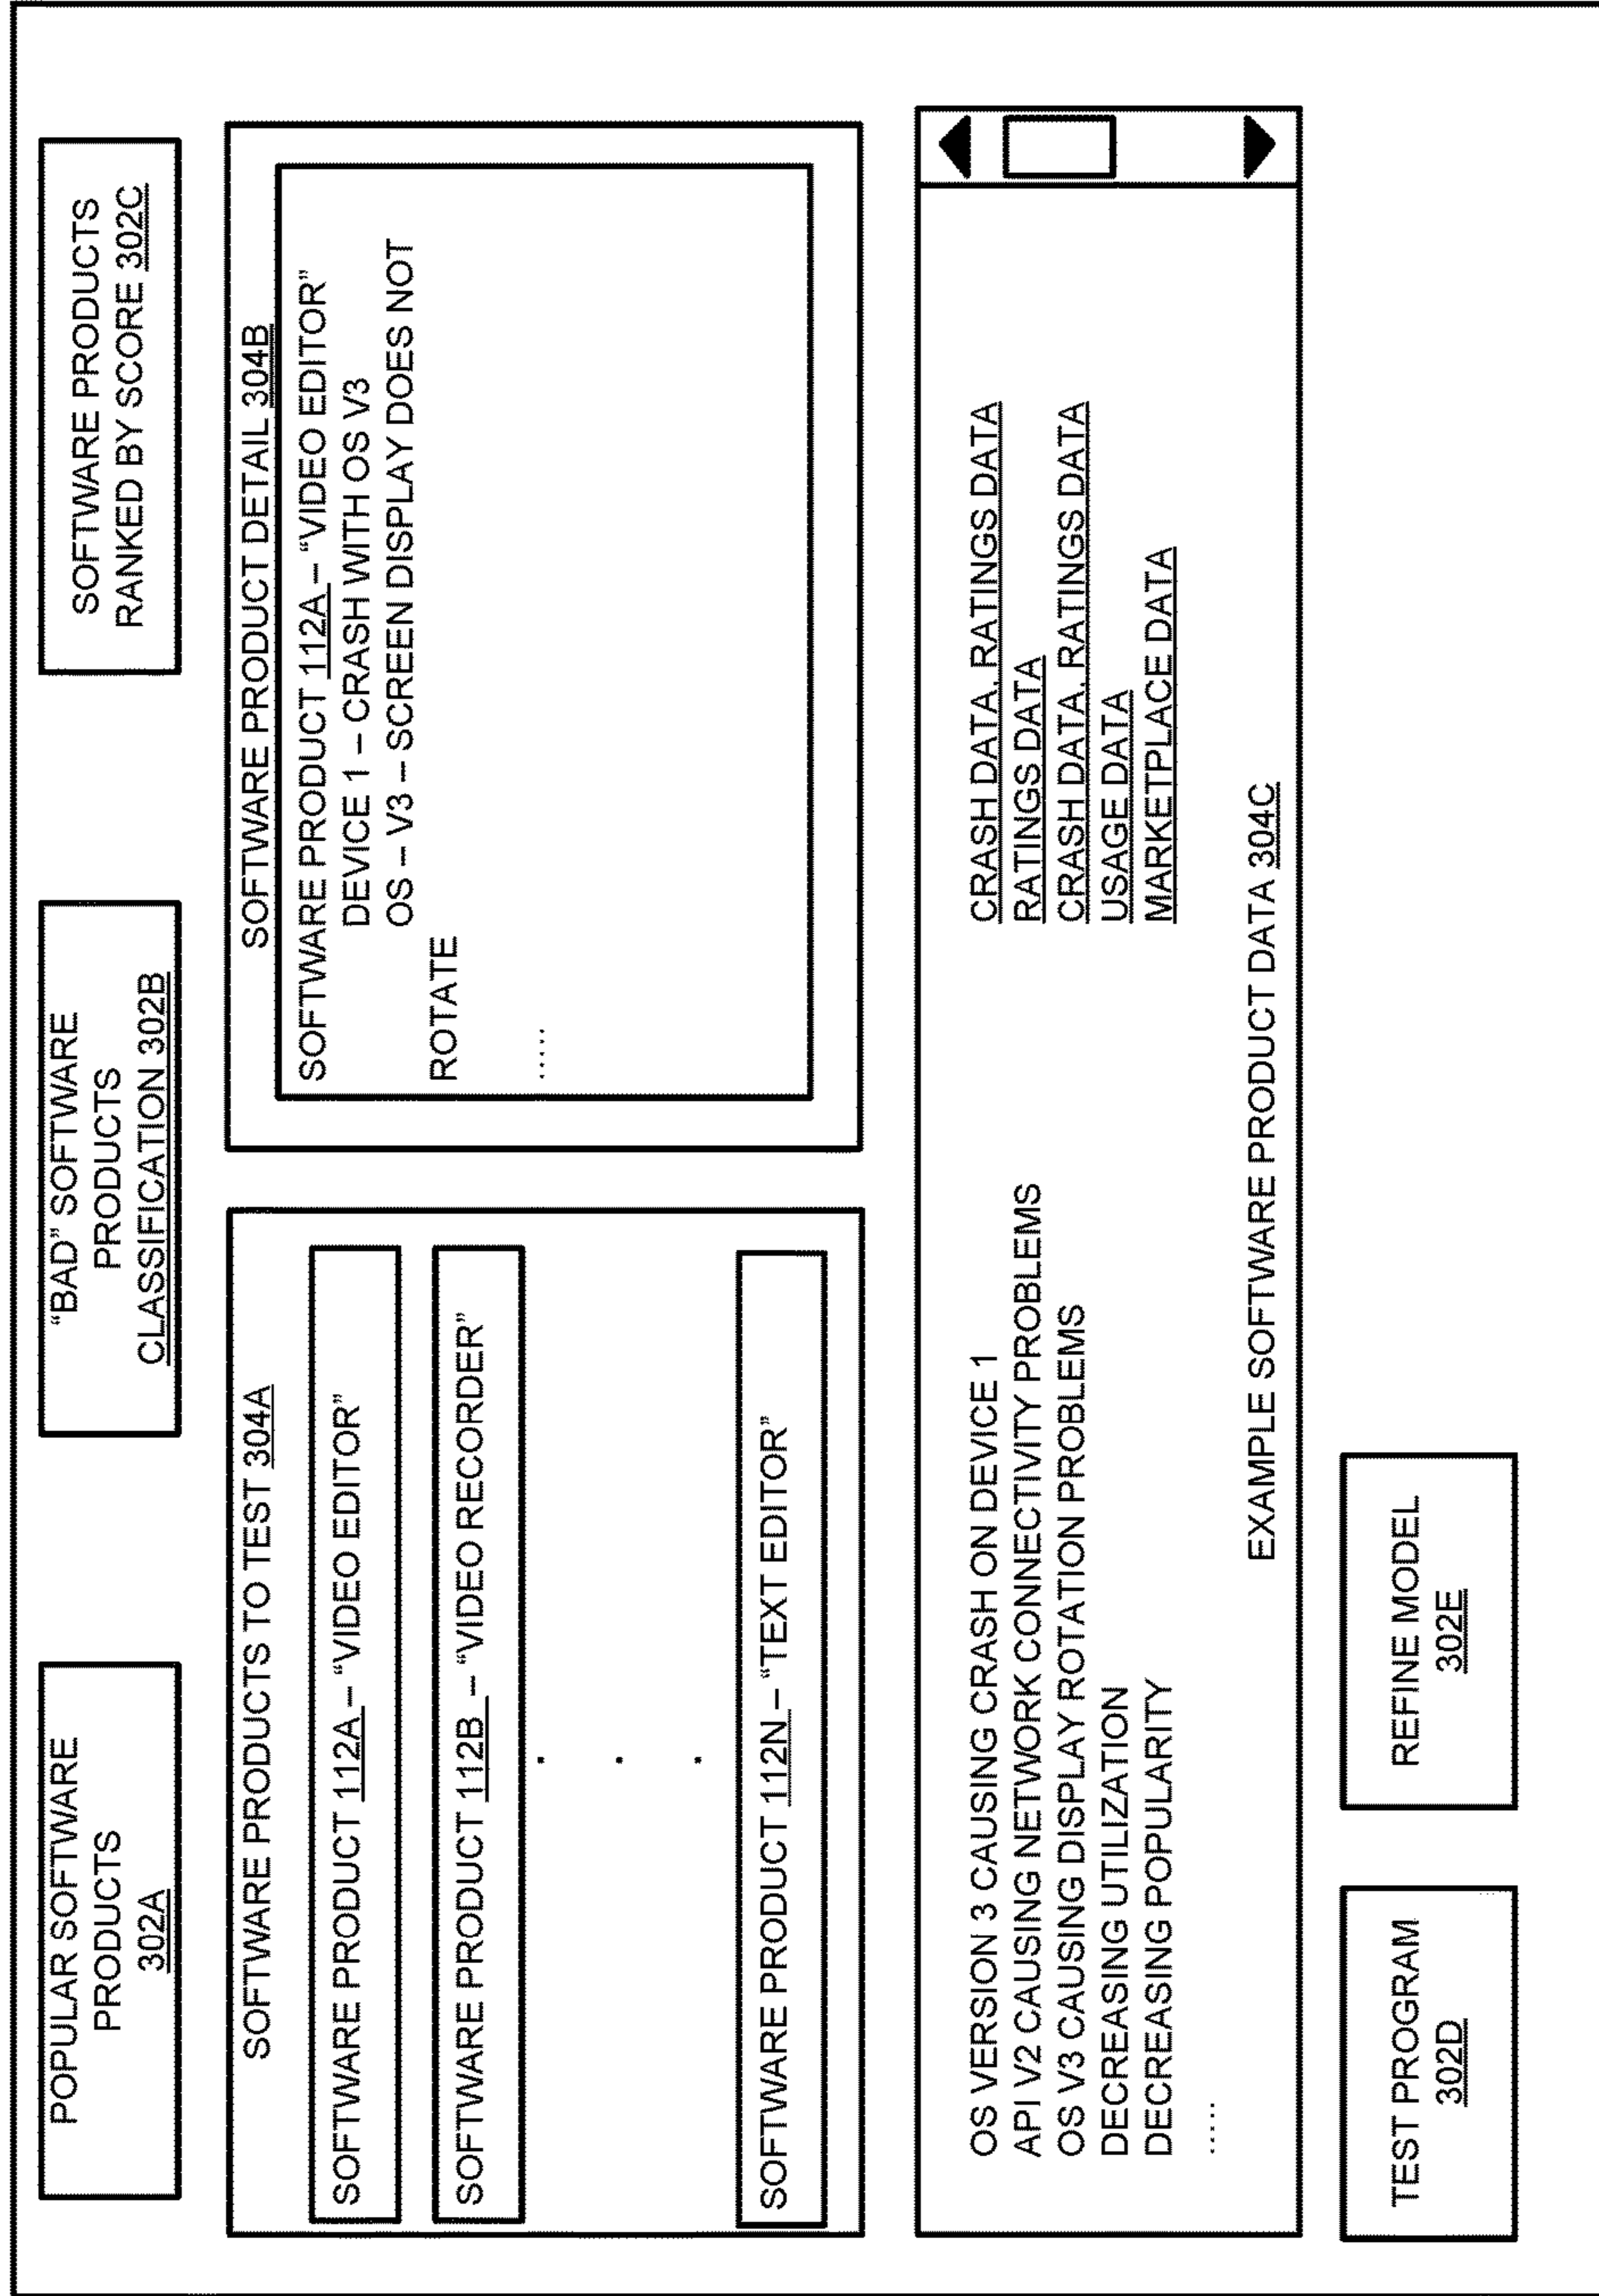 POPULAR SOFTWARE
PRODUCTS
302A
“BAD” SOFTWARE
PRODUCTS
CLASSIFICATION 302B
SOFTWARE PRODUCTS
RANKED BY SCORE 302C
SOFTWARE PRODUCTS TO TEST 304A
SOFTWARE PRODUCT 112A – “VIDEO EDITOR”
SOFTWARE PRODUCT 112B – “VIDEO RECORDER”
.
.
.
SOFTWARE PRODUCT 112N – “TEXT EDITOR”
SOFTWARE PRODUCT DETAIL 304B
SOFTWARE PRODUCT 112A – “VIDEO EDITOR”
DEVICE 1 – CRASH WITH OS V3
OS – V3 – SCREEN DISPLAY DOES NOT
ROTATE
.....
OS VERSION 3 CAUSING CRASH ON DEVICE 1 CRASH DATA, RATINGS DATA
API V2 CAUSING NETWORK CONNECTIVITY PROBLEMS RATINGS DATA
OS V3 CAUSING DISPLAY ROTATION PROBLEMS CRASH DATA, RATINGS DATA
DECREASING UTILIZATION USAGE DATA
DECREASING POPULARITY MARKETPLACE DATA
.....
EXAMPLE SOFTWARE PRODUCT DATA 304C
TEST PROGRAM
302D
REFINE MODEL
302E